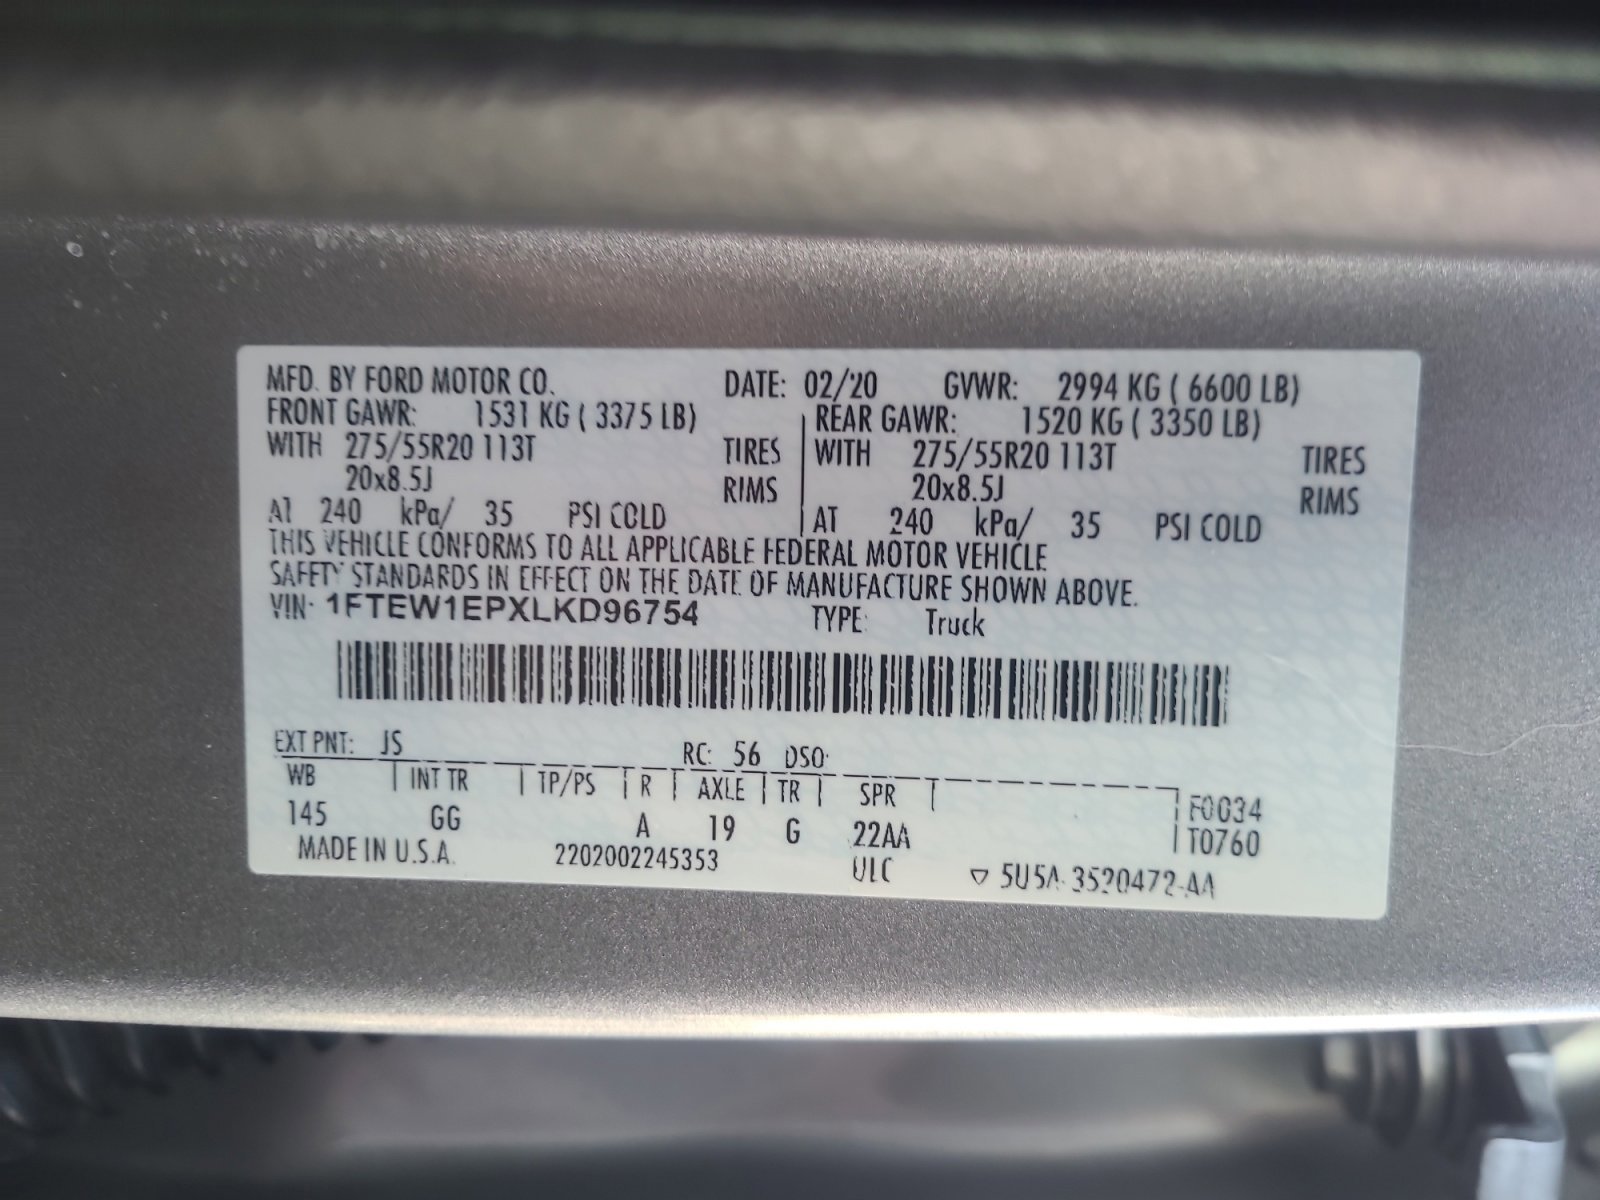 MFD. BY FORD MOTOR CO. DATE: 02/20 GVWR: 2994 KG ( 6600 LB)
FRONT GAWR: 1531 KG ( 3375 LB) REAR GAWR: 1520 KG ( 3350 LB)
WITH 275/55R20 113T TIRES WITH 275/55R20 113T TIRES
20x8.5J RIMS 20x8.5J RIMS
AT 240 kPa/ 35 PSI COLD AT 240 kPa/ 35 PSI COLD
THIS VEHICLE CONFORMS TO ALL APPLICABLE FEDERAL MOTOR VEHICLE
SAFETY STANDARDS IN EFFECT ON THE DATE OF MANUFACTURE SHOWN ABOVE.
VIN: 1FTEW1EPXLKD96754 TYPE: Truck
EXT PNT: JS RC: 56 DSO:
WB INT TR TP/PS R AXLE TR SPR F0034
145 GG A 19 G 22AA T0760
MADE IN U.S.A. 2202002245353 ULC ▽ 5U5A-3520472-AA